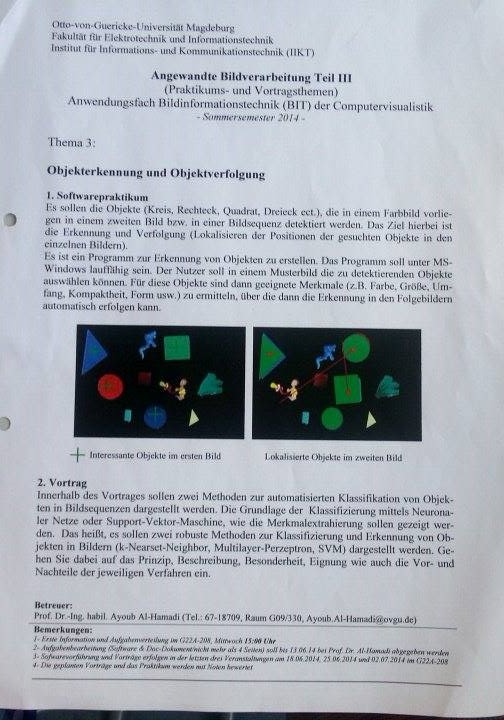 Otto-von-Guericke-Universität Magdeburg
Fakultät für Elektrotechnik und Informationstechnik
Institut für Informations- und Kommunikationstechnik (IIKT)
Angewandte Bildverarbeitung Teil III
(Praktikums- und Vortragsthemen)
Anwendungsfach Bildinformationstechnik (BIT) der Computervisualistik
- Sommersemester 2014 -
Thema 3:
Objekterkennung und Objektverfolgung
1. Softwarepraktikum
Es sollen die Objekte (Kreis, Rechteck, Quadrat, Dreieck ect.), die in einem Farbbild vorlie-
gen in einem zweiten Bild bzw. in einer Bildsequenz detektiert werden. Das Ziel hierbei ist
die Erkennung und Verfolgung (Lokalisieren der Positionen der gesuchten Objekte in den
einzelnen Bildern).
Es ist ein Programm zur Erkennung von Objekten zu erstellen. Das Programm soll unter MS-
Windows lauffähig sein. Der Nutzer soll in einem Musterbild die zu detektierenden Objekte
auswählen können. Für diese Objekte sind dann geeignete Merkmale (z.B. Farbe, Größe, Um-
fang, Kompaktheit, Form usw.) zu ermitteln, über die dann die Erkennung in den Folgebildern
automatisch erfolgen kann.
Interessante Objekte im ersten Bild
Lokalisierte Objekte im zweiten Bild
2. Vortrag
Innerhalb des Vortrages sollen zwei Methoden zur automatisierten Klassifikation von Objek-
ten in Bildsequenzen dargestellt werden. Die Grundlage der Klassifizierung mittels Neurona-
ler Netze oder Support-Vektor-Maschine, wie die Merkmalextrahierung sollen gezeigt wer-
den. Das heißt, es sollen zwei robuste Methoden zur Klassifizierung und Erkennung von Ob-
jekten in Bildern (k-Nearset-Neighbor, Multilayer-Perzeptron, SVM) dargestellt werden. Ge-
hen Sie dabei auf das Prinzip, Beschreibung, Besonderheit, Eignung wie auch die Vor- und
Nachteile der jeweiligen Verfahren ein.
Betreuer:
Prof. Dr.-Ing. habil. Ayoub Al-Hamadi (Tel.: 67-18709, Raum G09/330, Ayoub.Al-Hamadi@ovgu.de)
Bemerkungen:
1- Erste Information und Aufgabenverteilung im G22A-208, Mittwoch 15:00 Uhr
2- Aufgabenbearbeitung (Software & Doc-Dokument/nicht mehr als 4 Seiten) soll bis 13.06.14 bei Prof. Dr. Al-Hamadi abgegeben werden
3- Softwarevorführung und Vorträge erfolgen in der letzten drei Veranstaltungen am 18.06.2014, 25.06.2014 und 02.07.2014 im G22A-208
4- Die geplanten Vorträge und das Praktikum werden mit Noten bewertet